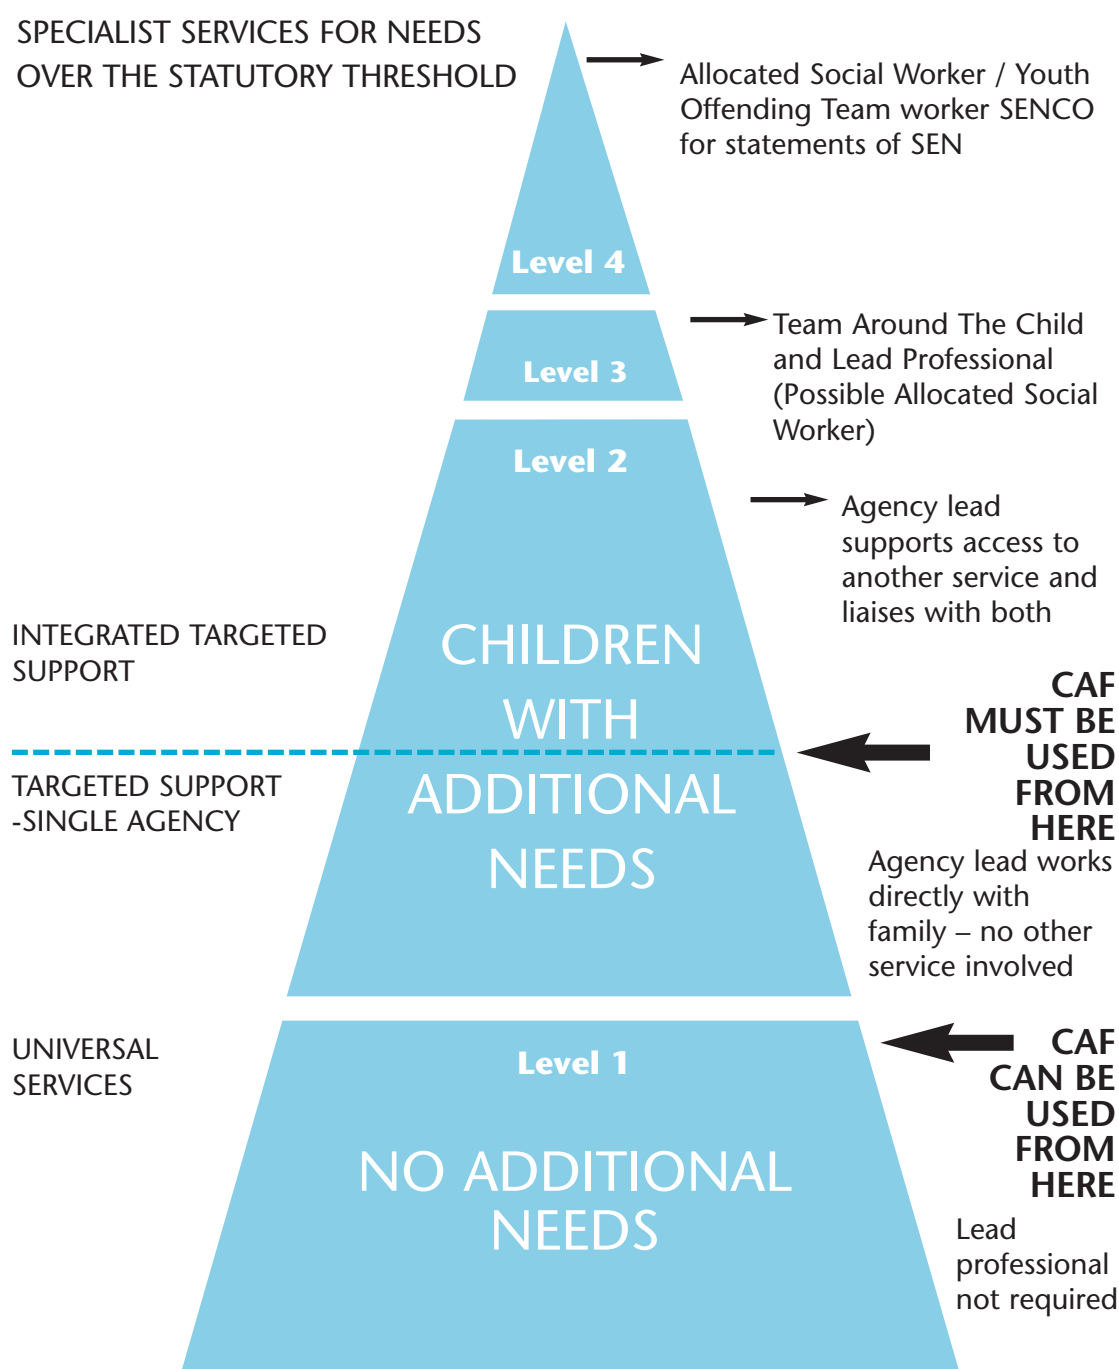 SPECIALIST SERVICES FOR NEEDS
OVER THE STATUTORY THRESHOLD
Allocated Social Worker / Youth
Offending Team worker SENCO
for statements of SEN
Level 4
Team Around The Child
and Lead Professional
(Possible Allocated Social
Worker)
Level 3
Level 2
Agency lead
supports access to
another service and
liaises with both
INTEGRATED TARGETED
SUPPORT
CHILDREN
WITH
ADDITIONAL
NEEDS
CAF
MUST BE
USED
FROM
HERE
TARGETED SUPPORT
-SINGLE AGENCY
Agency lead works
directly with
family – no other
service involved
UNIVERSAL
SERVICES
Level 1
NO ADDITIONAL
NEEDS
CAF
CAN BE
USED
FROM
HERE
Lead
professional
not required